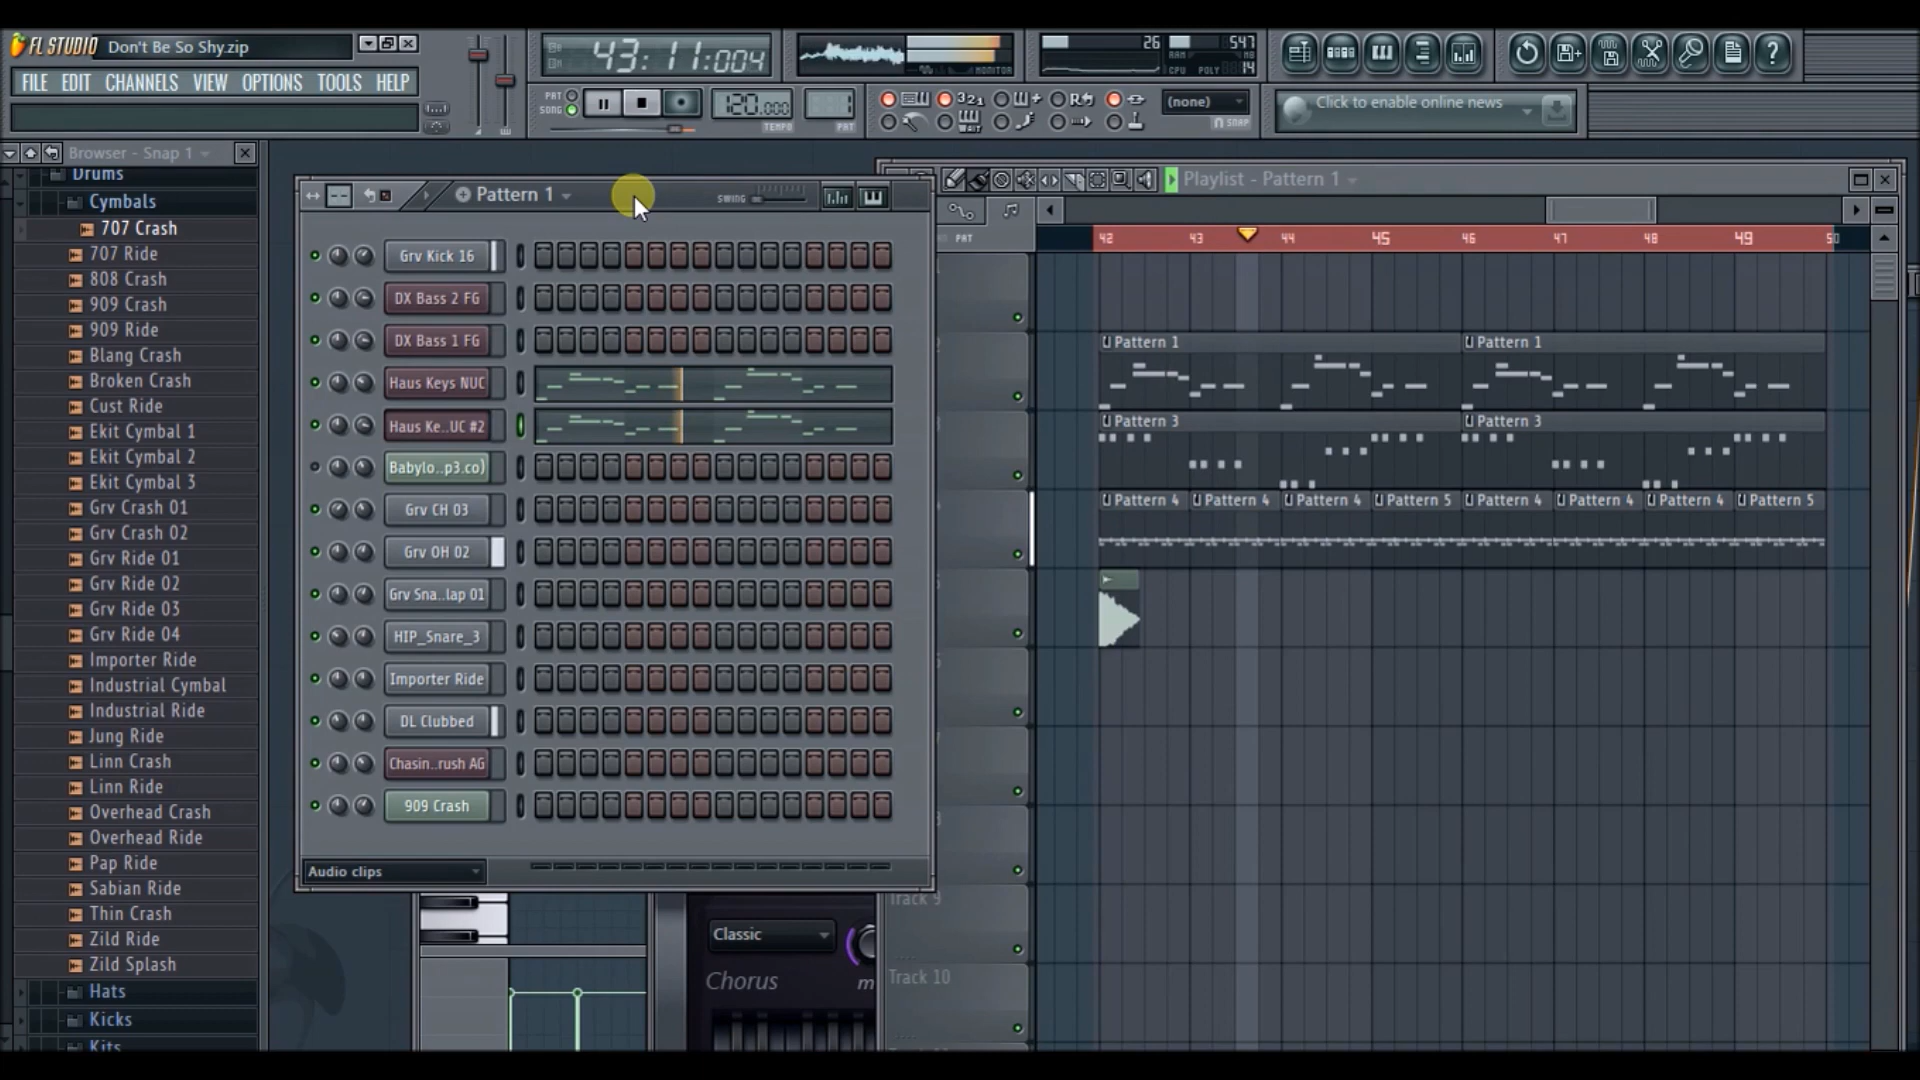 FL STUDIO Don't Be So Shy.zip
FILE EDIT CHANNELS VIEW OPTIONS TOOLS HELP
43:11:004
MONITOR
26 547
RAM
CPU POLY 14
PAT
SONG
120.000
TEMPO
1
PAT
321
WAIT
(none)
SNAP
Click to enable online news
Browser - Snap 1
Drums
Cymbals
707 Crash
707 Ride
808 Crash
909 Crash
909 Ride
Blang Crash
Broken Crash
Cust Ride
Ekit Cymbal 1
Ekit Cymbal 2
Ekit Cymbal 3
Grv Crash 01
Grv Crash 02
Grv Ride 01
Grv Ride 02
Grv Ride 03
Grv Ride 04
Importer Ride
Industrial Cymbal
Industrial Ride
Jung Ride
Linn Crash
Linn Ride
Overhead Crash
Overhead Ride
Pap Ride
Sabian Ride
Thin Crash
Zild Ride
Zild Splash
Hats
Kicks
Kits
Pattern 1
SWING
Grv Kick 16
DX Bass 2 FG
DX Bass 1 FG
Haus Keys NUC
Haus Ke..UC #2
Babylo..p3.co)
Grv CH 03
Grv OH 02
Grv Sna..lap 01
HIP_Snare_3
Importer Ride
DL Clubbed
Chasin..rush AG
909 Crash
Audio clips
Classic
Chorus
Playlist - Pattern 1
PAT
42 43 44 45 46 47 48 49 50
Pattern 1 Pattern 1
Pattern 3 Pattern 3
Pattern 4 Pattern 4 Pattern 4 Pattern 5 Pattern 4 Pattern 4 Pattern 4 Pattern 5
Track 9
Track 10